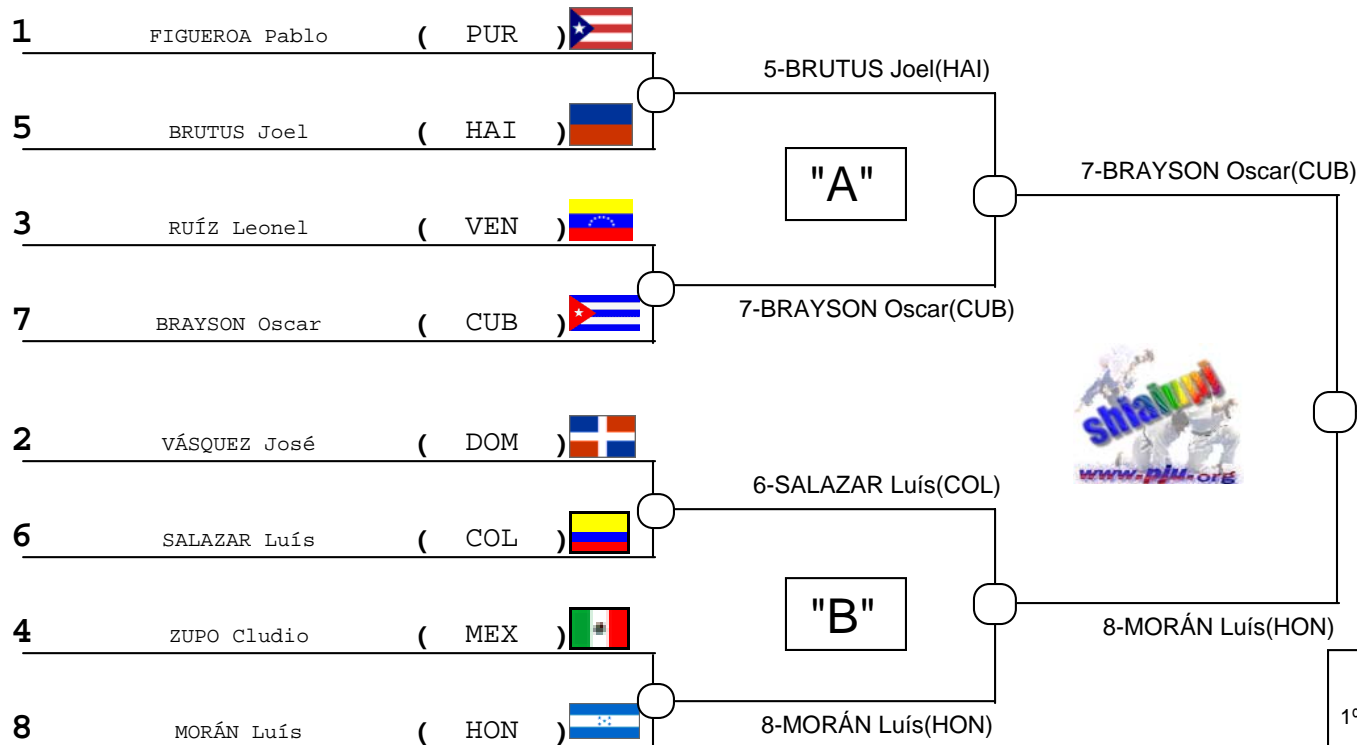 1 FIGUEROA Pablo ( PUR )
5-BRUTUS Joel(HAI)
5 BRUTUS Joel ( HAI )
"A"
7-BRAYSON Oscar(CUB)
3 RUÍZ Leonel ( VEN )
7-BRAYSON Oscar(CUB)
7 BRAYSON Oscar ( CUB )
shiai
www.pju.org
2 VÁSQUEZ José ( DOM )
6-SALAZAR Luís(COL)
6 SALAZAR Luís ( COL )
"B"
4 ZUPO Cludio ( MEX )
8-MORÁN Luís(HON)
8-MORÁN Luís(HON)
8 MORÁN Luís ( HON )
1º